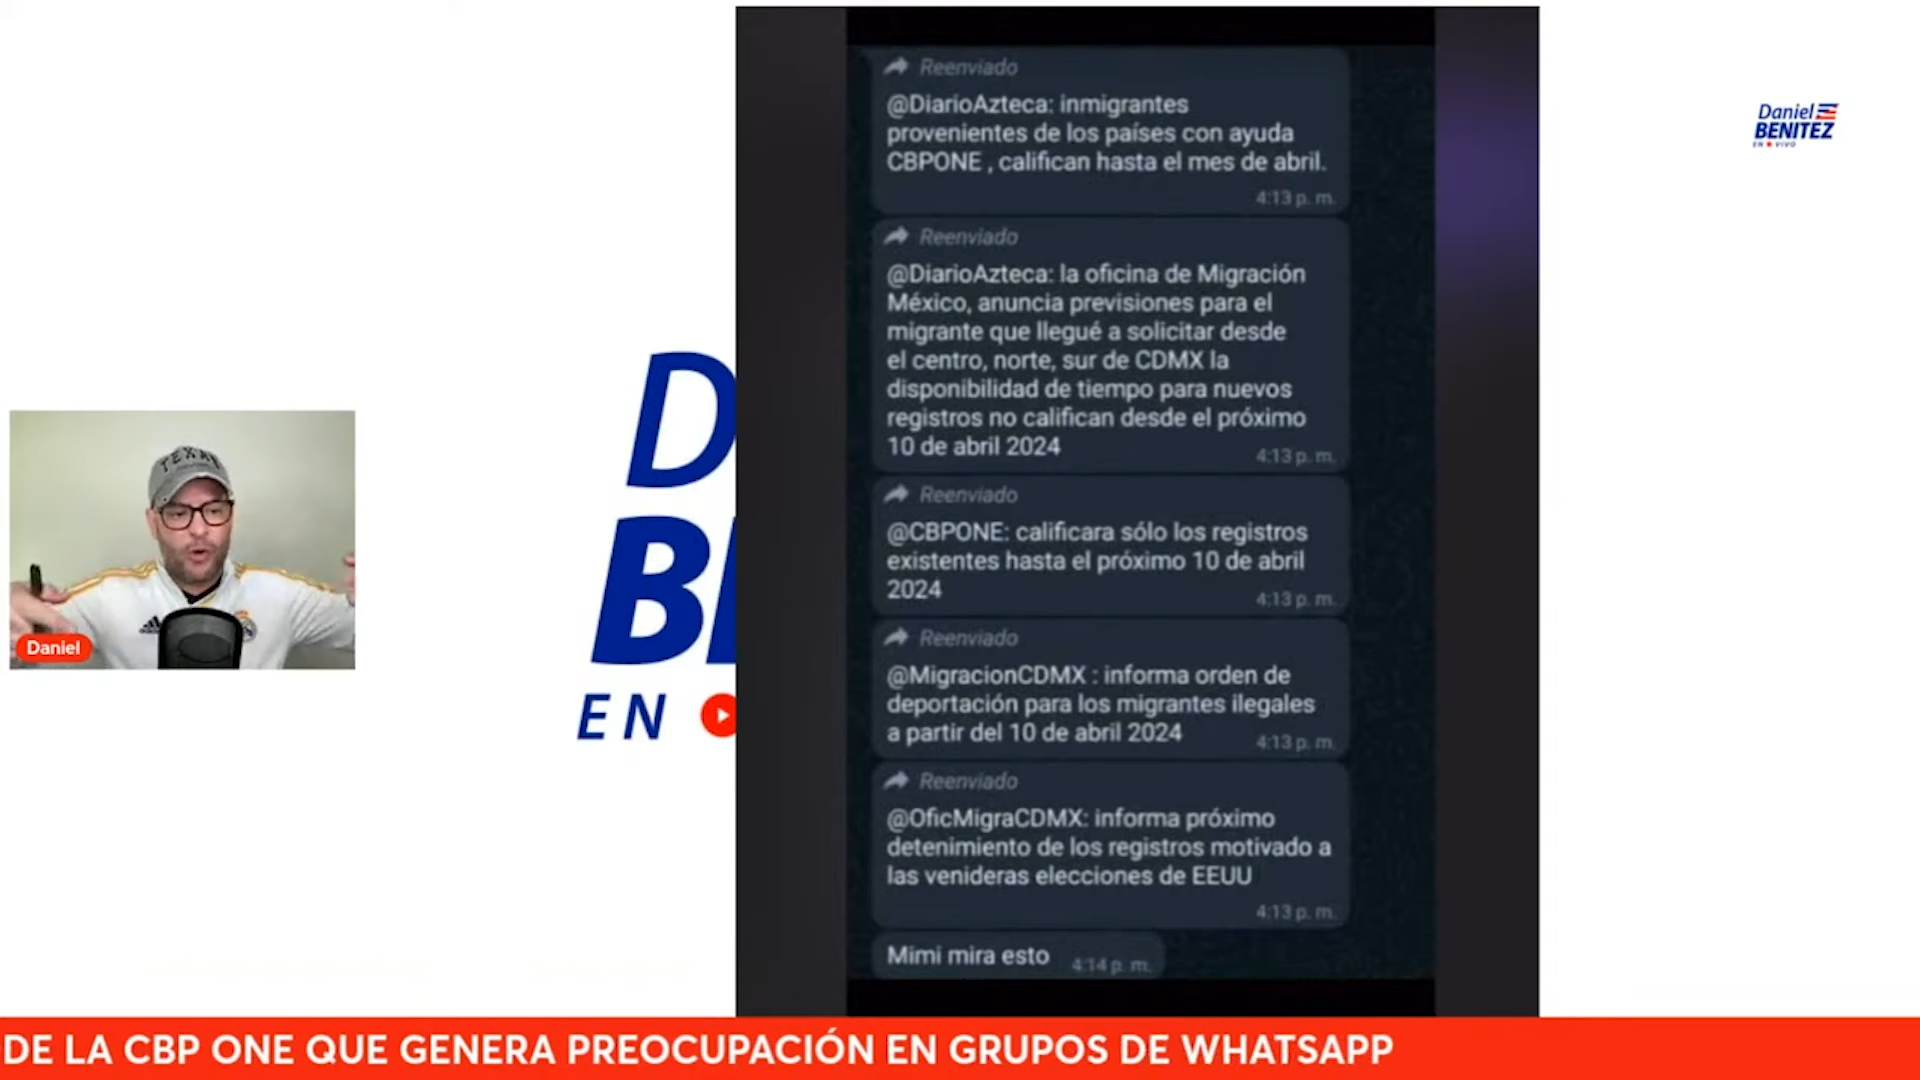 Reenviado
@DiarioAzteca: inmigrantes
provenientes de los países con ayuda
CBPONE , califican hasta el mes de abril.
4:13 p. m.
Reenviado
@DiarioAzteca: la oficina de Migración
México, anuncia previsiones para el
migrante que llegué a solicitar desde
el centro, norte, sur de CDMX la
disponibilidad de tiempo para nuevos
registros no califican desde el próximo
10 de abril 2024
4:13 p. m.
Reenviado
@CBPONE: calificara sólo los registros
existentes hasta el próximo 10 de abril
2024
4:13 p. m.
Reenviado
@MigracionCDMX : informa orden de
deportación para los migrantes ilegales
a partir del 10 de abril 2024
4:13 p. m.
Reenviado
@OficMigraCDMX: informa próximo
detenimiento de los registros motivado a
las venideras elecciones de EEUU
4:13 p. m.
Mimi mira esto
4:14 p. m.
Daniel
BENITEZ
EN VIVO
D
B
EN
TEXAS
adidas
Daniel
DE LA CBP ONE QUE GENERA PREOCUPACIÓN EN GRUPOS DE WHATSAPP